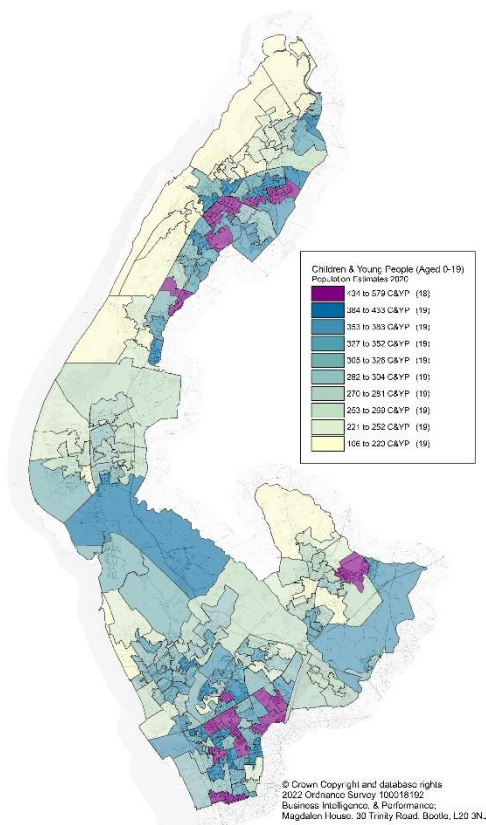 Children & Young People (Aged 0-19)
Population Estimates 2020
434 to 579 C&YP (18)
384 to 433 C&YP (19)
353 to 383 C&YP (19)
327 to 352 C&YP (19)
305 to 326 C&YP (19)
282 to 304 C&YP (19)
270 to 281 C&YP (19)
253 to 269 C&YP (19)
221 to 252 C&YP (19)
106 to 220 C&YP (19)
© Crown Copyright and database rights
2022 Ordnance Survey 100018192
Business Intelligence, & Performance;
Magdalen House, 30 Trinity Road, Bootle, L20 3NJ